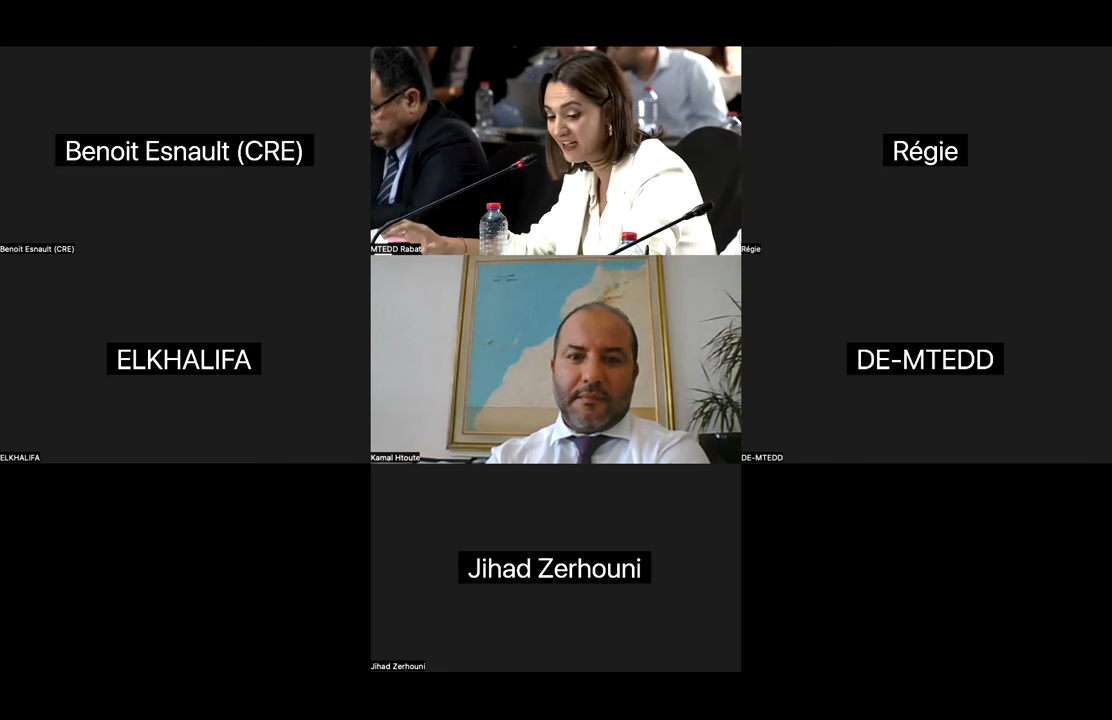 Benoit Esnault (CRE)
Benoit Esnault (CRE)
MTEDD Rabat
Régie
Régie
ELKHALIFA
ELKHALIFA
Kamal Htoute
DE-MTEDD
DE-MTEDD
Jihad Zerhouni
Jihad Zerhouni